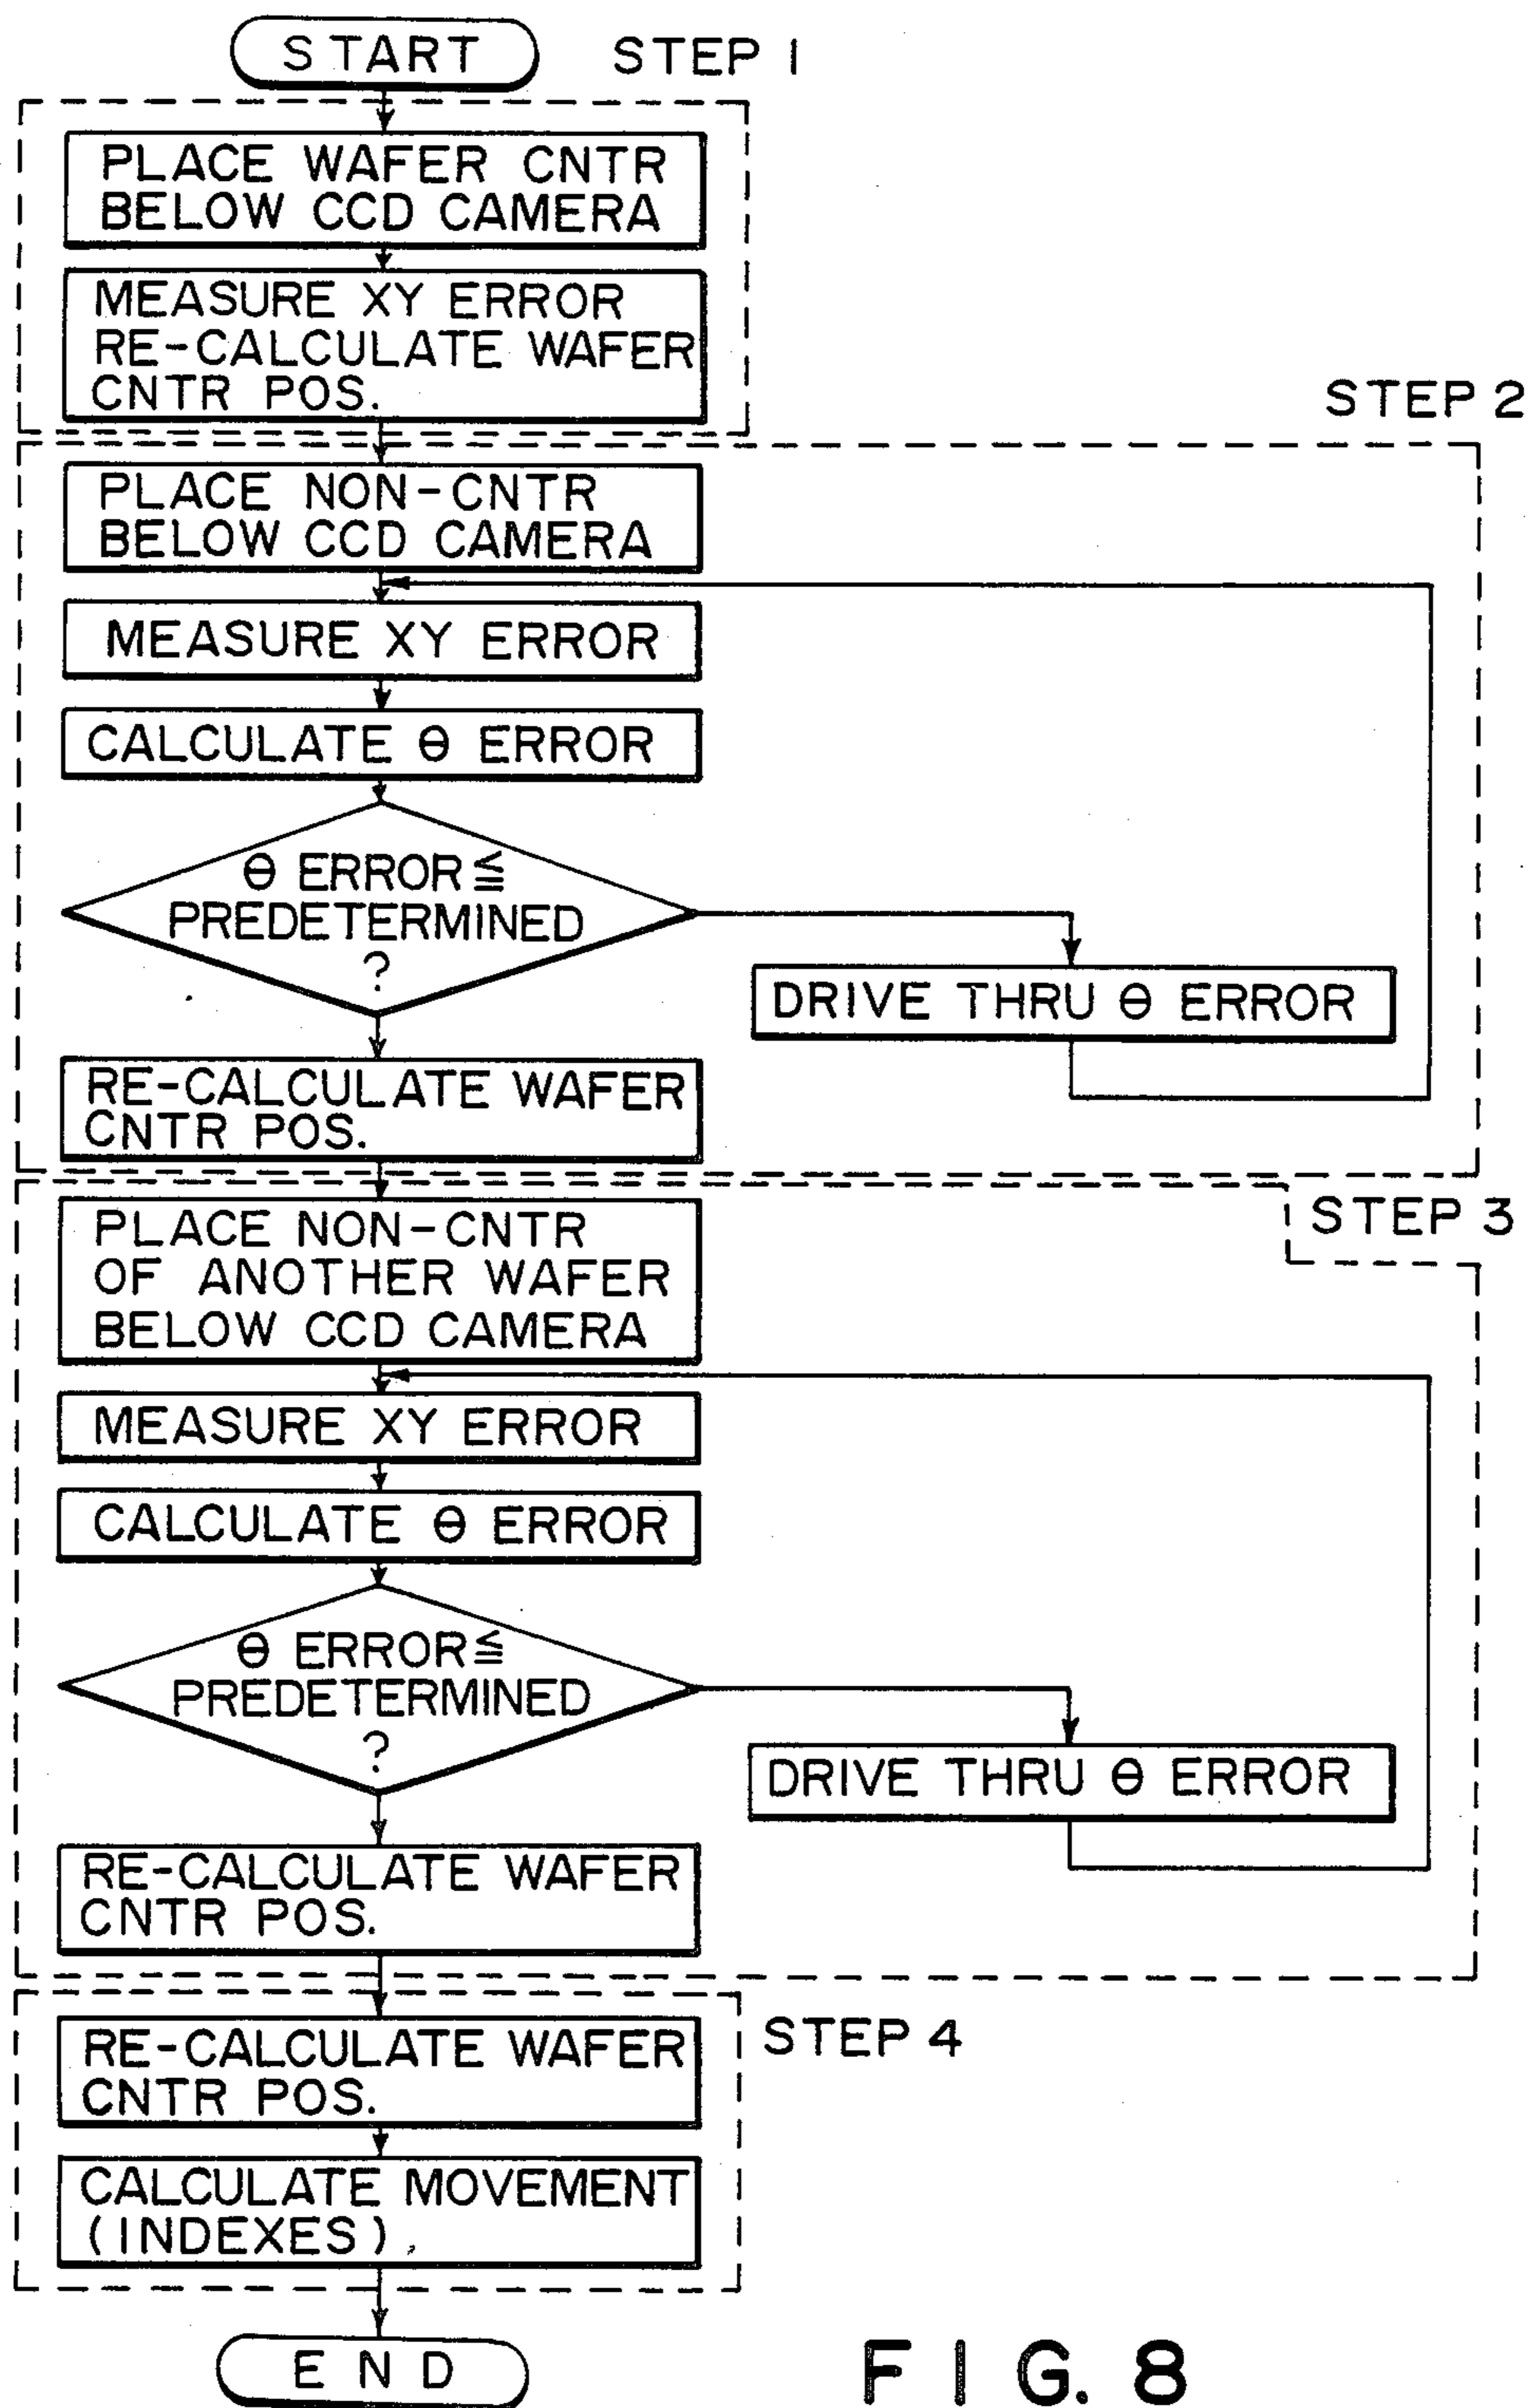 START
STEP 1
PLACE WAFER CNTR
BELOW CCD CAMERA
MEASURE XY ERROR
RE-CALCULATE WAFER
CNTR POS.
STEP 2
PLACE NON-CNTR
BELOW CCD CAMERA
MEASURE XY ERROR
CALCULATE θ ERROR
θ ERROR ≦
PREDETERMINED
?
DRIVE THRU θ ERROR
RE-CALCULATE WAFER
CNTR POS.
STEP 3
PLACE NON-CNTR
OF ANOTHER WAFER
BELOW CCD CAMERA
MEASURE XY ERROR
CALCULATE θ ERROR
θ ERROR ≦
PREDETERMINED
?
DRIVE THRU θ ERROR
RE-CALCULATE WAFER
CNTR POS.
STEP 4
RE-CALCULATE WAFER
CNTR POS.
CALCULATE MOVEMENT
(INDEXES)
END
FIG. 8